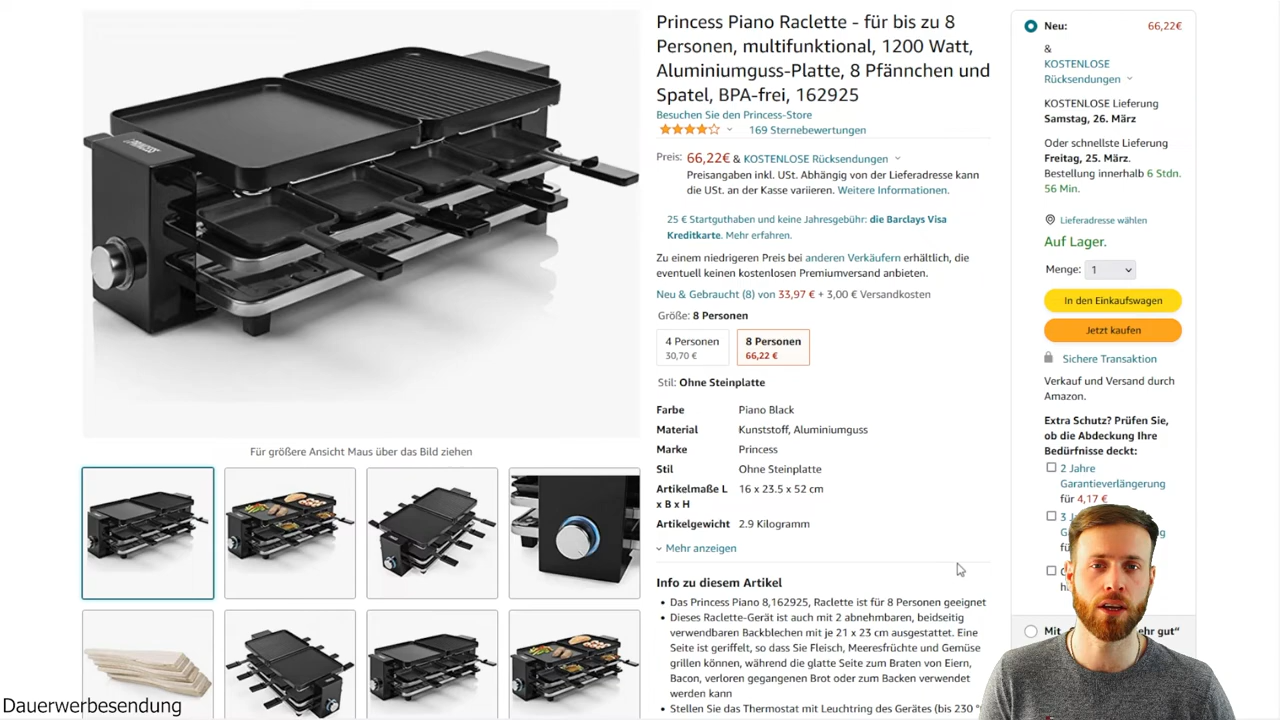 Princess Piano Raclette - für bis zu 8
Personen, multifunktional, 1200 Watt,
Aluminiumguss-Platte, 8 Pfännchen und
Spatel, BPA-frei, 162925
Besuchen Sie den Princess-Store
169 Sternebewertungen
Preis: 66,22€ & KOSTENLOSE Rücksendungen
Preisangaben inkl. USt. Abhängig von der Lieferadresse kann
die USt. an der Kasse variieren. Weitere Informationen.
25 € Startguthaben und keine Jahresgebühr: die Barclays Visa
Kreditkarte. Mehr erfahren.
Zu einem niedrigeren Preis bei anderen Verkäufern erhältlich, die
eventuell keinen kostenlosen Premiumversand anbieten.
Neu & Gebraucht (8) von 33,97 € + 3,00 € Versandkosten
Größe: 8 Personen
4 Personen
30,70 €
8 Personen
66,22 €
Stil: Ohne Steinplatte
Farbe Piano Black
Material Kunststoff, Aluminiumguss
Marke Princess
Stil Ohne Steinplatte
Artikelmaße L 16 x 23.5 x 52 cm
x B x H
Artikelgewicht 2.9 Kilogramm
Mehr anzeigen
Info zu diesem Artikel
• Das Princess Piano 8,162925, Raclette ist für 8 Personen geeignet
• Dieses Raclette-Gerät ist auch mit 2 abnehmbaren, beidseitig
verwendbaren Backblechen mit je 21 x 23 cm ausgestattet. Eine
Seite ist geriffelt, so dass Sie Fleisch, Meeresfrüchte und Gemüse
grillen können, während die glatte Seite zum Braten von Eiern,
Bacon, verloren gegangenen Brot oder zum Backen verwendet
werden kann
• Stellen Sie das Thermostat mit Leuchtring des Gerätes (bis 230 °
PRINCESS
Für größere Ansicht Maus über das Bild ziehen
Dauerwerbesendung
Neu: 66,22€
&
KOSTENLOSE
Rücksendungen
KOSTENLOSE Lieferung
Samstag, 26. März
Oder schnellste Lieferung
Freitag, 25. März.
Bestellung innerhalb 6 Stdn.
56 Min.
Lieferadresse wählen
Auf Lager.
Menge: 1
In den Einkaufswagen
Jetzt kaufen
Sichere Transaktion
Verkauf und Versand durch
Amazon.
Extra Schutz? Prüfen Sie,
ob die Abdeckung Ihre
Bedürfnisse deckt:
2 Jahre
Garantieverlängerung
für 4,17 €
3
Mit gut“